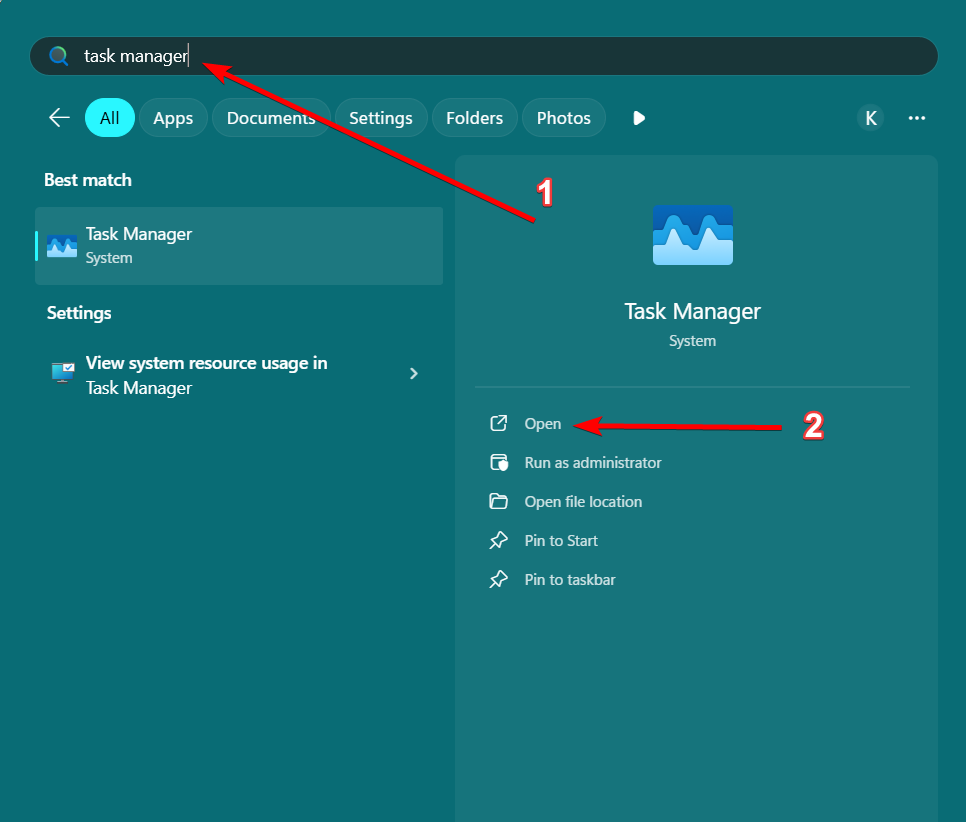 task manager
All Apps Documents Settings Folders Photos K
1
Best match
Task Manager
System
Settings
View system resource usage in
Task Manager
Task Manager
System
Open
2
Run as administrator
Open file location
Pin to Start
Pin to taskbar